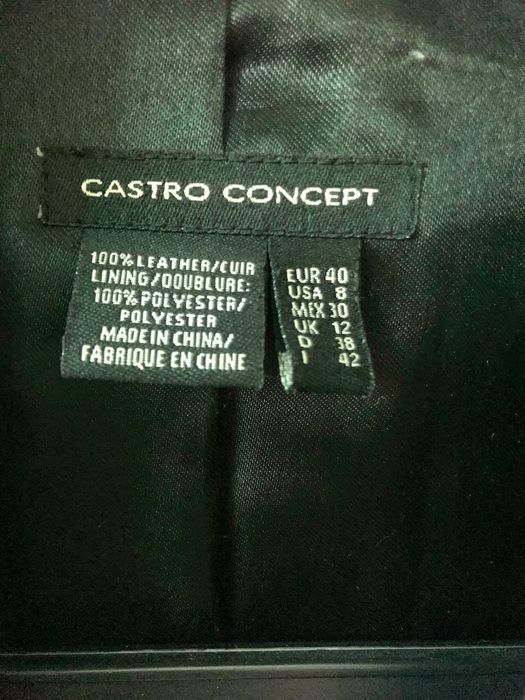 CASTRO CONCEPT
100% LEATHER/CUIR
LINING/DOUBLURE:
100% POLYESTER/
POLYESTER
MADE IN CHINA/
FABRIQUE EN CHINE
EUR 40
USA 8
MEX 30
UK 12
D 38
I 42